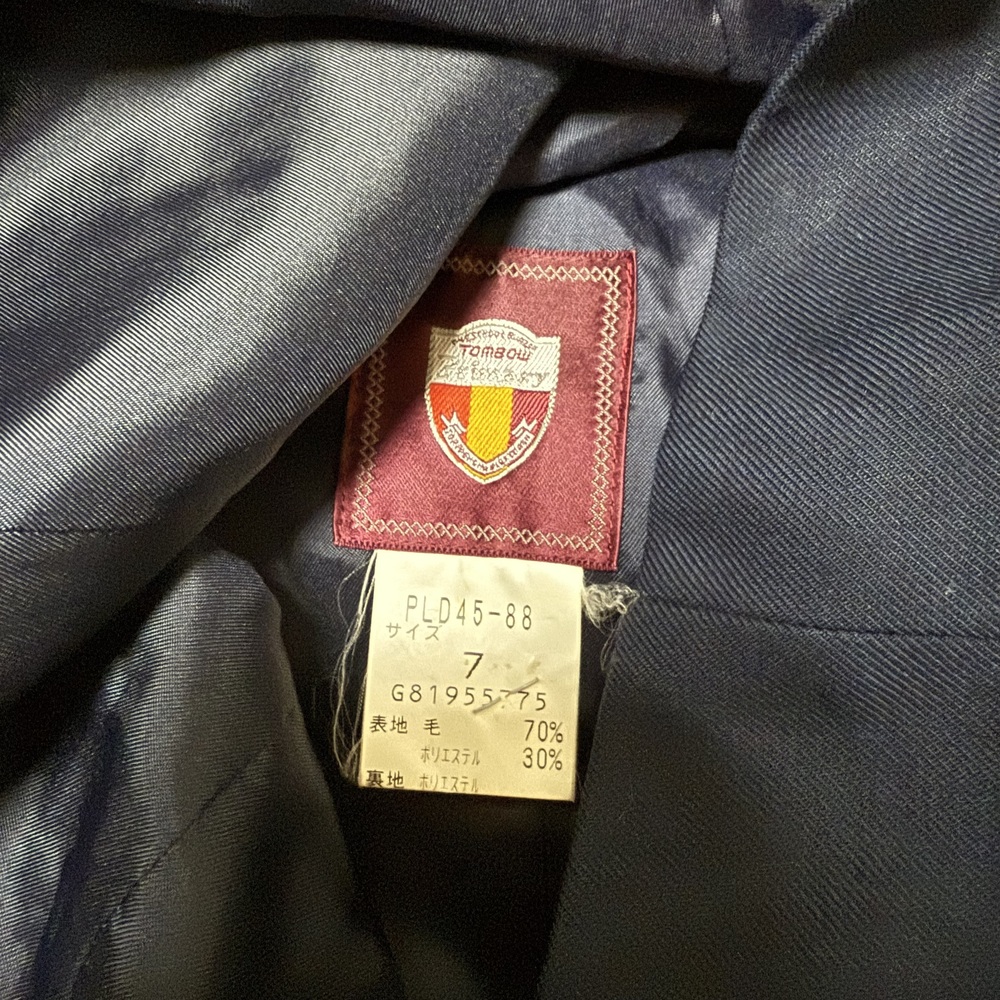 TOMBOW
PLD45-88
サイズ
7
G81955775
表地 毛 70%
ポリエステル 30%
裏地 ポリエステル